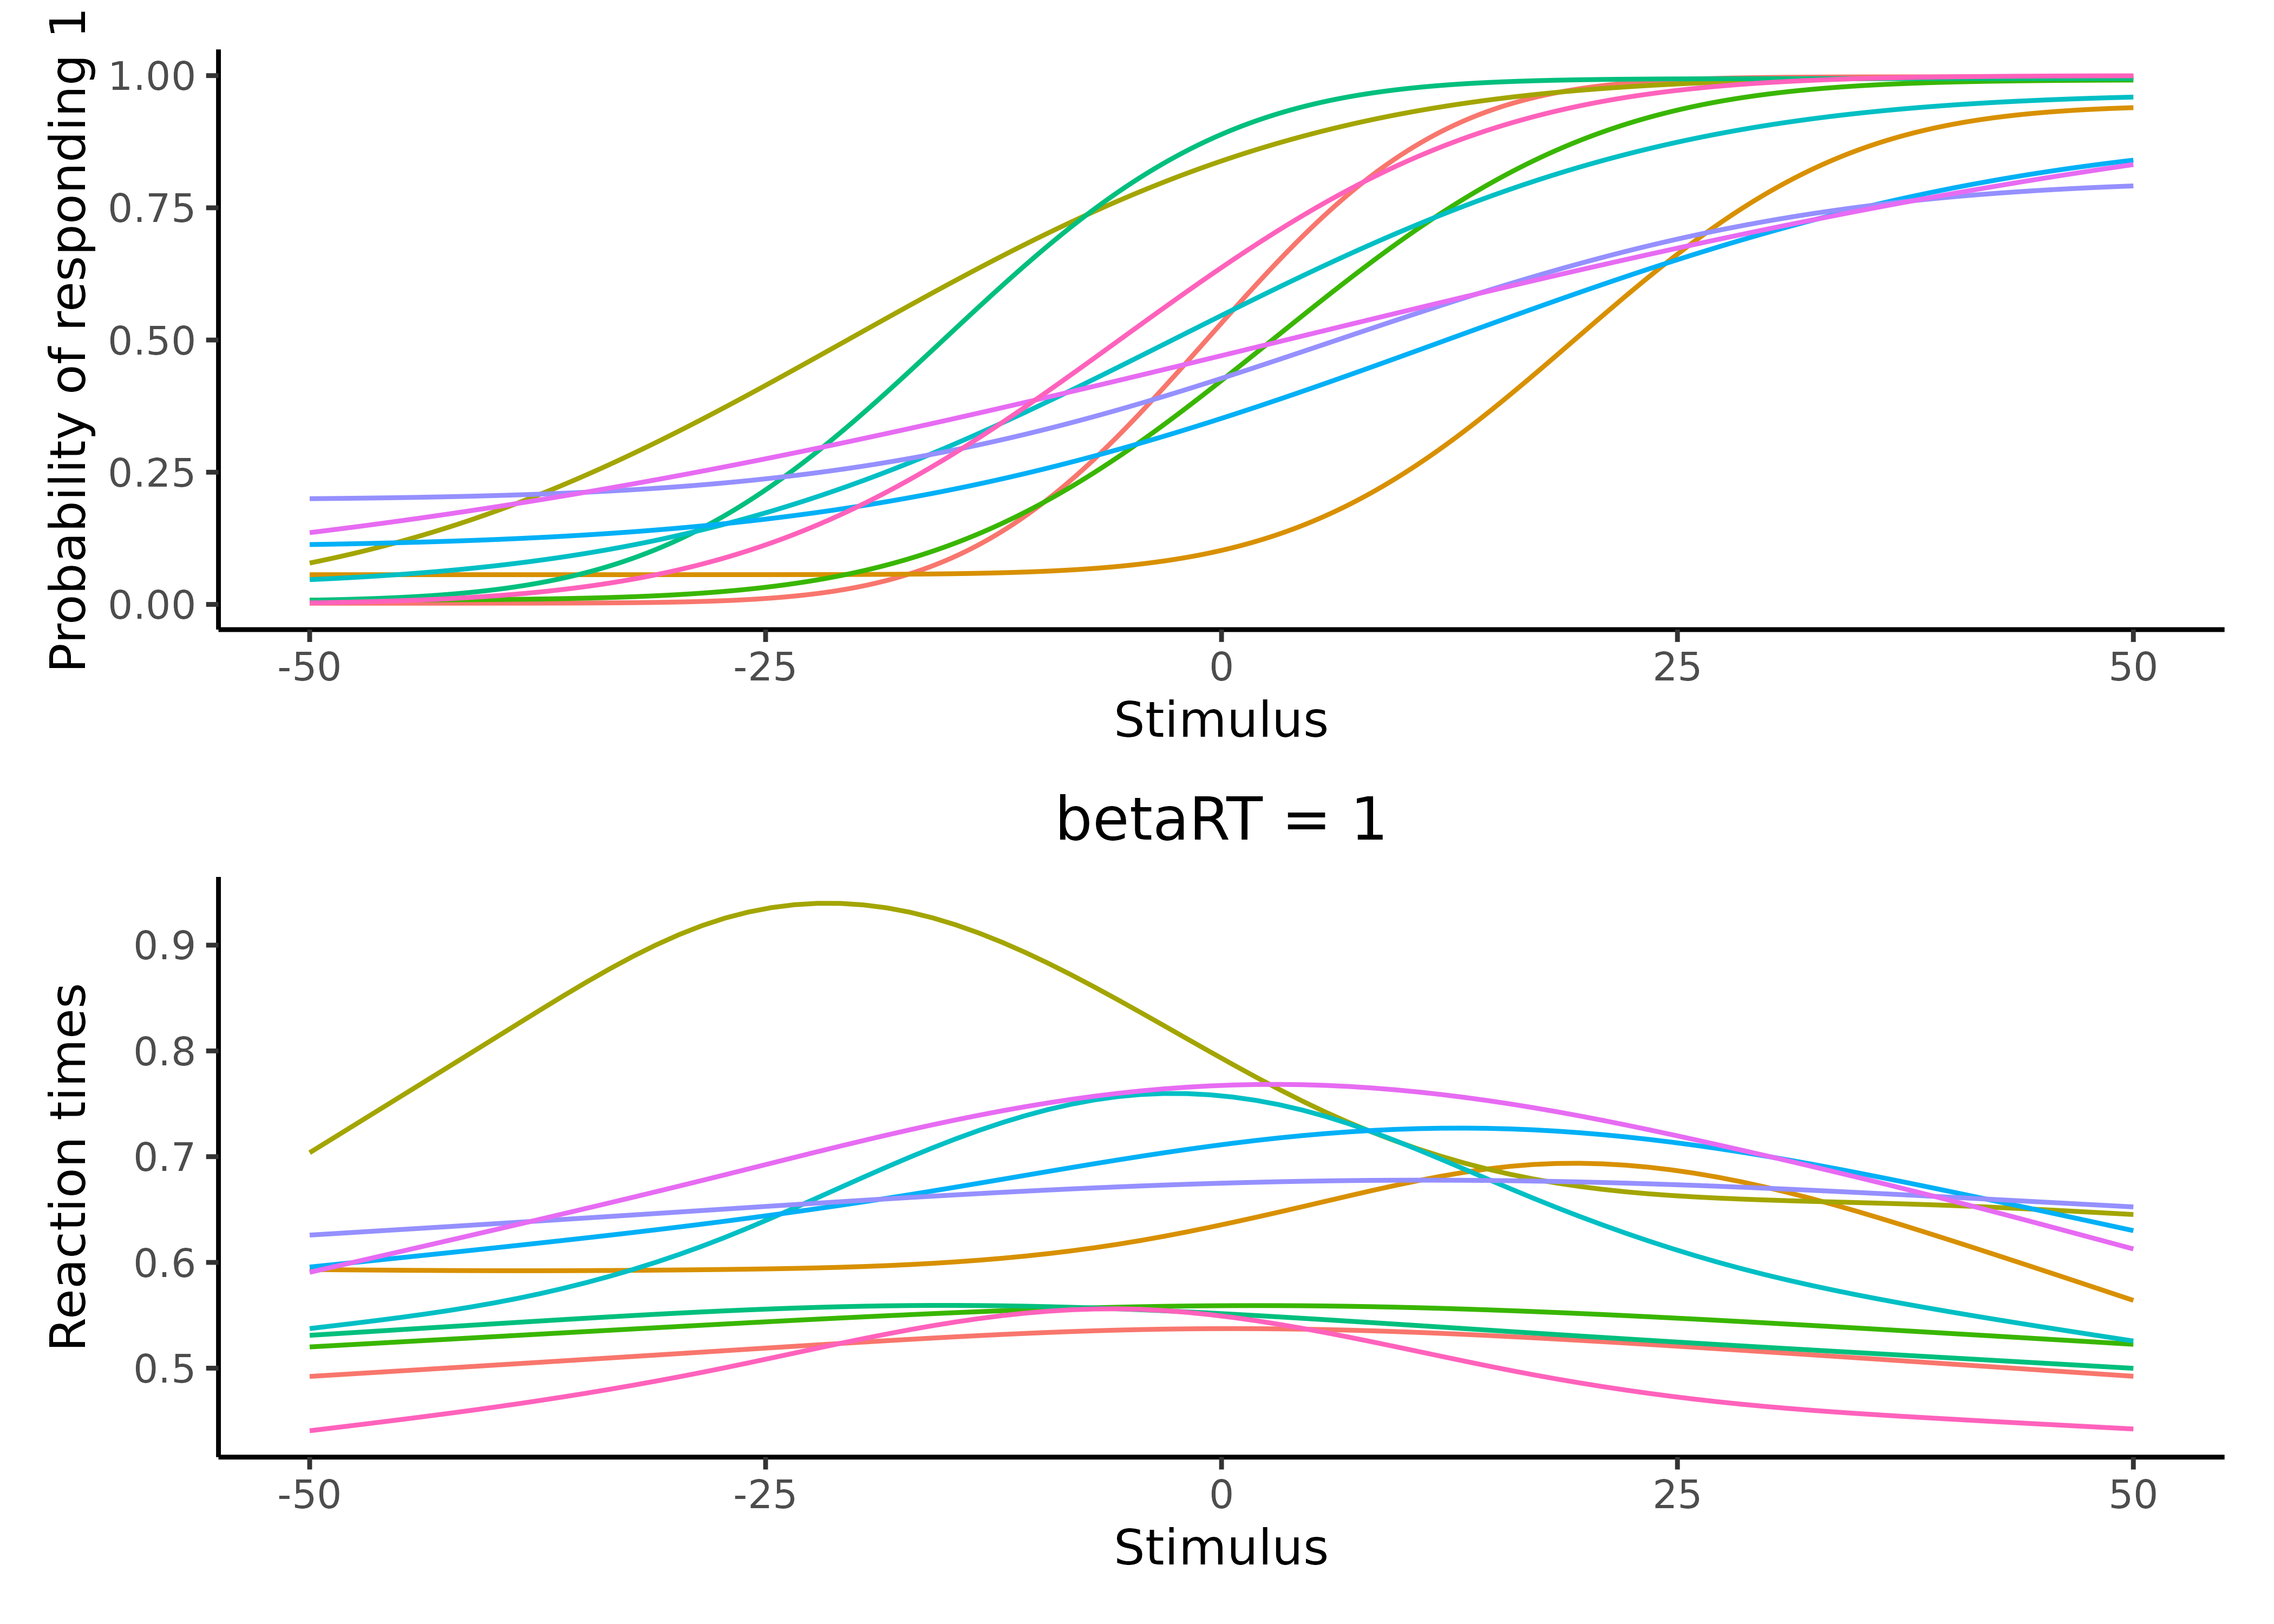 Probability of responding 1
1.00
0.75
0.50
0.25
0.00
-50 -25 0 25 50
Stimulus
betaRT = 1
Reaction times
0.9
0.8
0.7
0.6
0.5
-50 -25 0 25 50
Stimulus